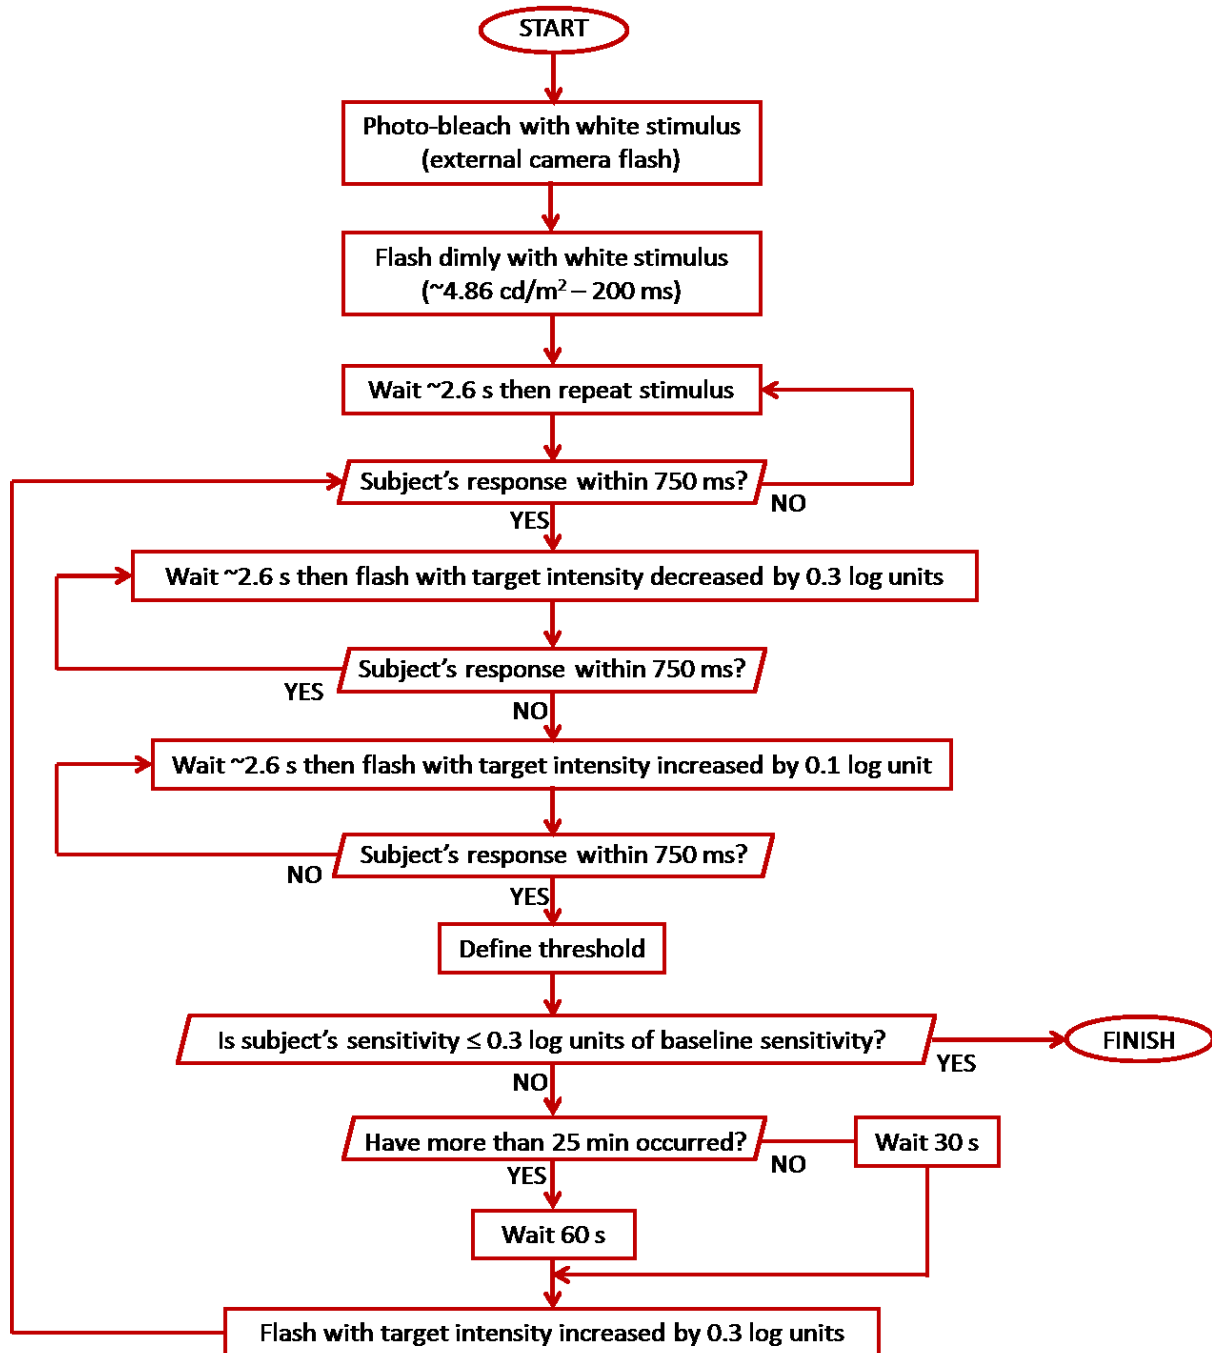 START
Photo-bleach with white stimulus
(external camera flash)
Flash dimly with white stimulus
(~4.86 cd/m² – 200 ms)
Wait ~2.6 s then repeat stimulus
Subject's response within 750 ms?
NO
YES
Wait ~2.6 s then flash with target intensity decreased by 0.3 log units
Subject's response within 750 ms?
YES
NO
Wait ~2.6 s then flash with target intensity increased by 0.1 log unit
Subject's response within 750 ms?
NO
YES
Define threshold
Is subject's sensitivity ≤ 0.3 log units of baseline sensitivity?
FINISH
YES
NO
Have more than 25 min occurred?
Wait 30 s
NO
YES
Wait 60 s
Flash with target intensity increased by 0.3 log units